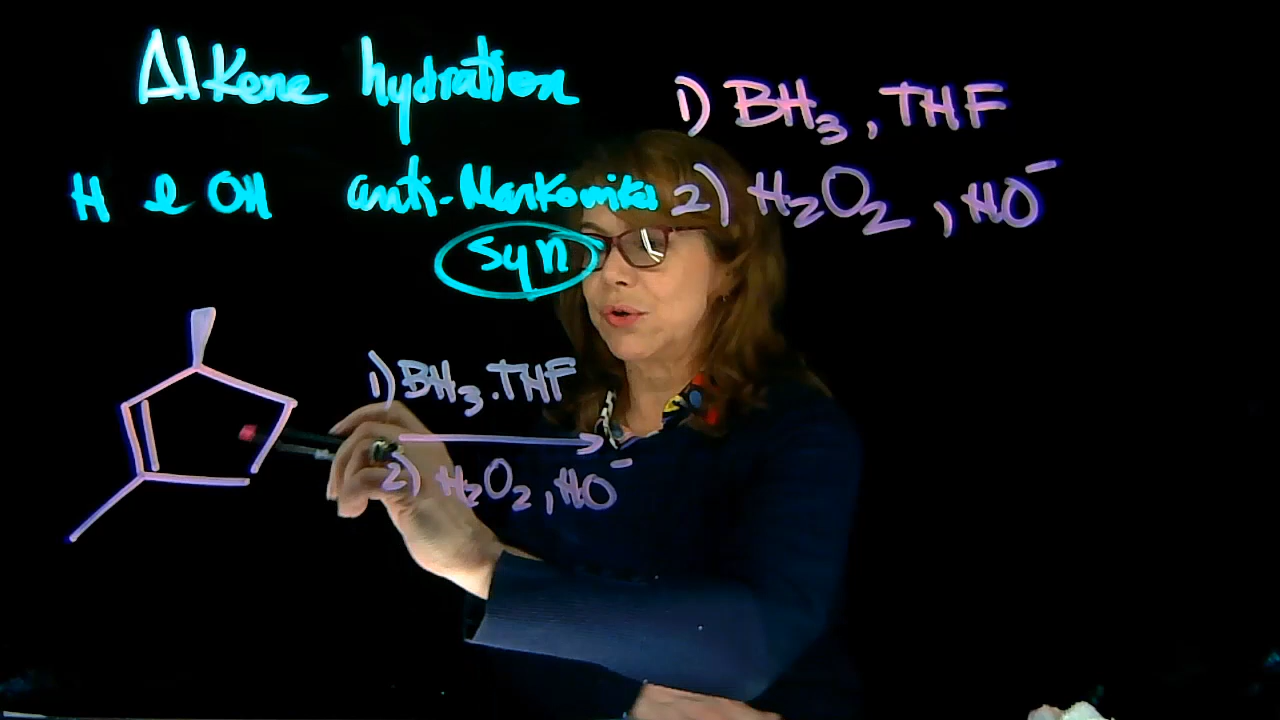 Alkene hydration
1) BH₃, THF
H e OH anti-Markovnikov
2) H₂O₂, HO⁻
syn
1) BH₃.THF
2) H₂O₂, HO⁻